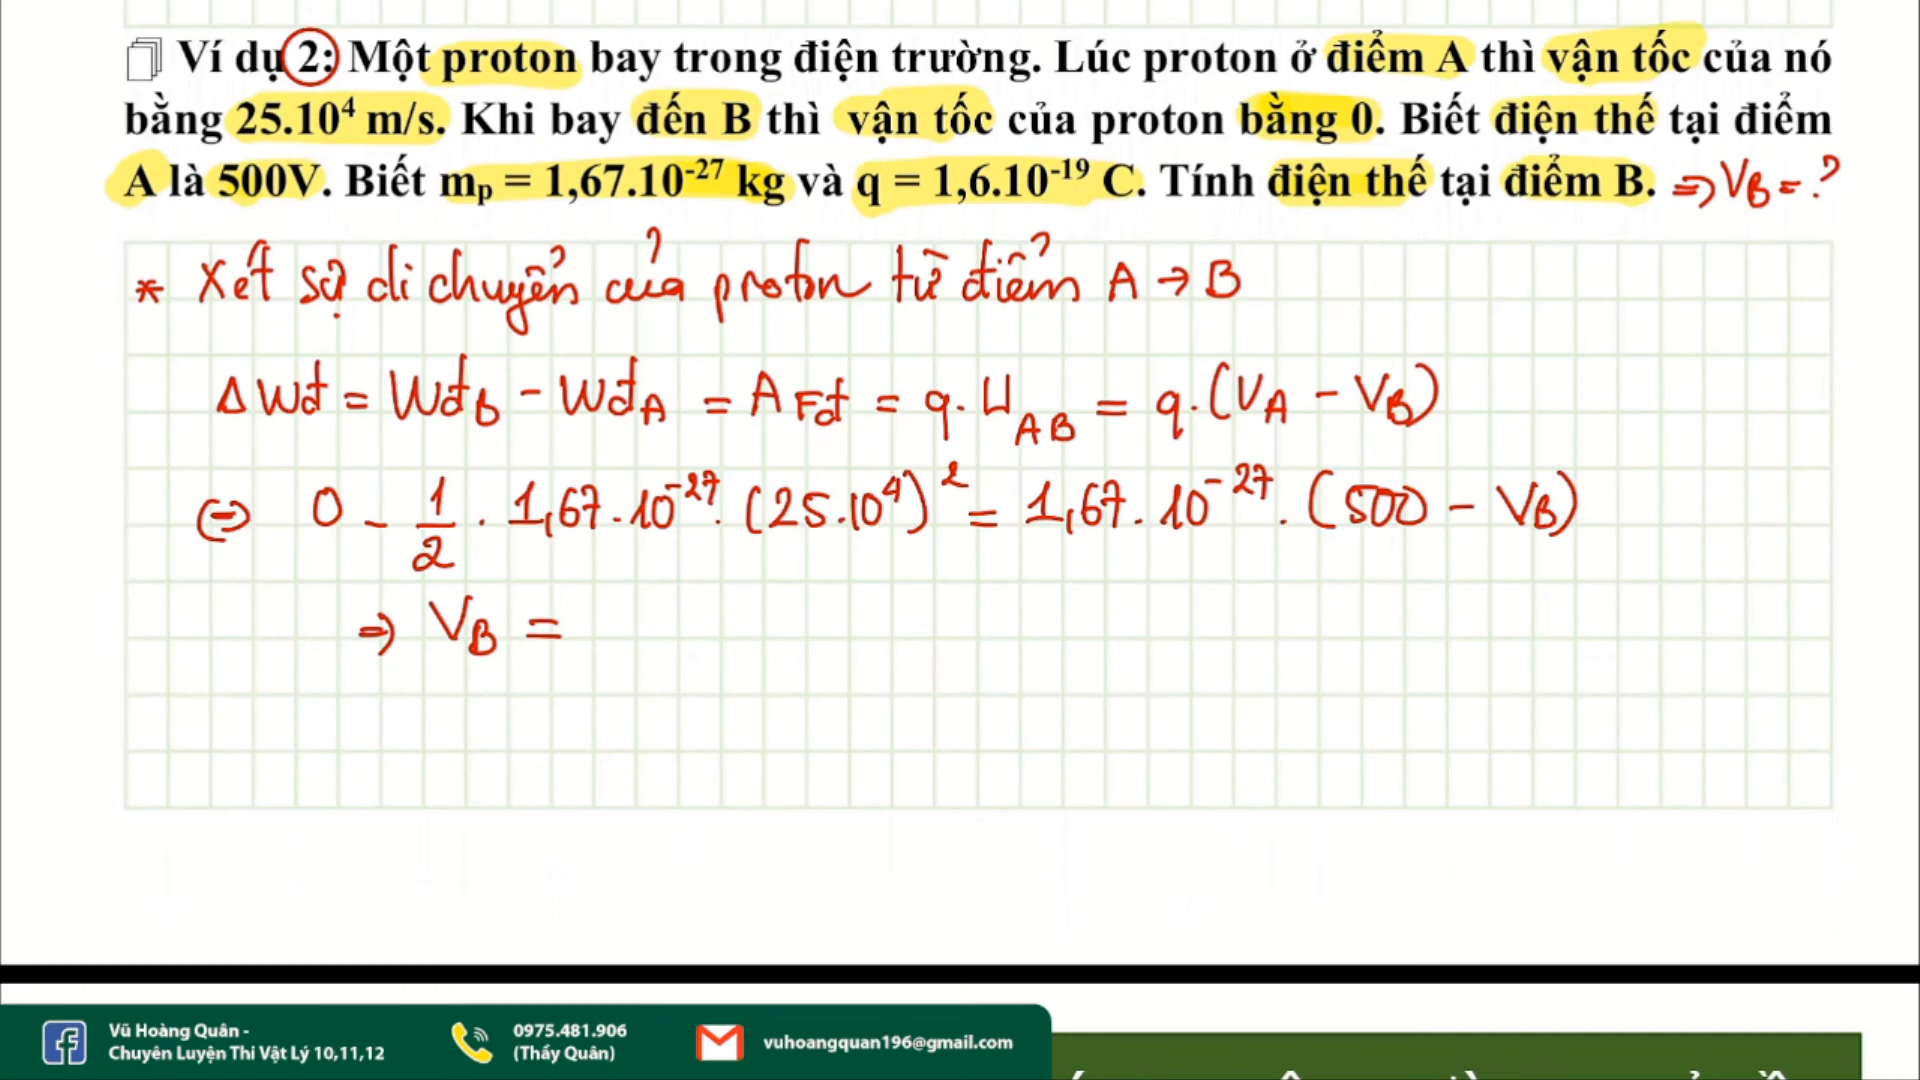 Ví dụ 2: Một proton bay trong điện trường. Lúc proton ở điểm A thì vận tốc của nó
bằng 25.10⁴ m/s. Khi bay đến B thì vận tốc của proton bằng 0. Biết điện thế tại điểm
A là 500V. Biết mₚ = 1,67.10⁻²⁷ kg và q = 1,6.10⁻¹⁹ C. Tính điện thế tại điểm B. => V_B = ?
* Xét sự di chuyển của proton từ điểm A → B
ΔWđ = Wđ_B - Wđ_A = A_Fđ = q. U_AB = q. (V_A - V_B)
(=) 0 - 1/2 . 1,67.10⁻²⁷. (25.10⁴)² = 1,67. 10⁻²⁷. (500 - V_B)
=> V_B =
Vũ Hoàng Quân -
Chuyên Luyện Thi Vật Lý 10,11,12
0975.481.906
(Thầy Quân)
vuhoangquan196@gmail.com